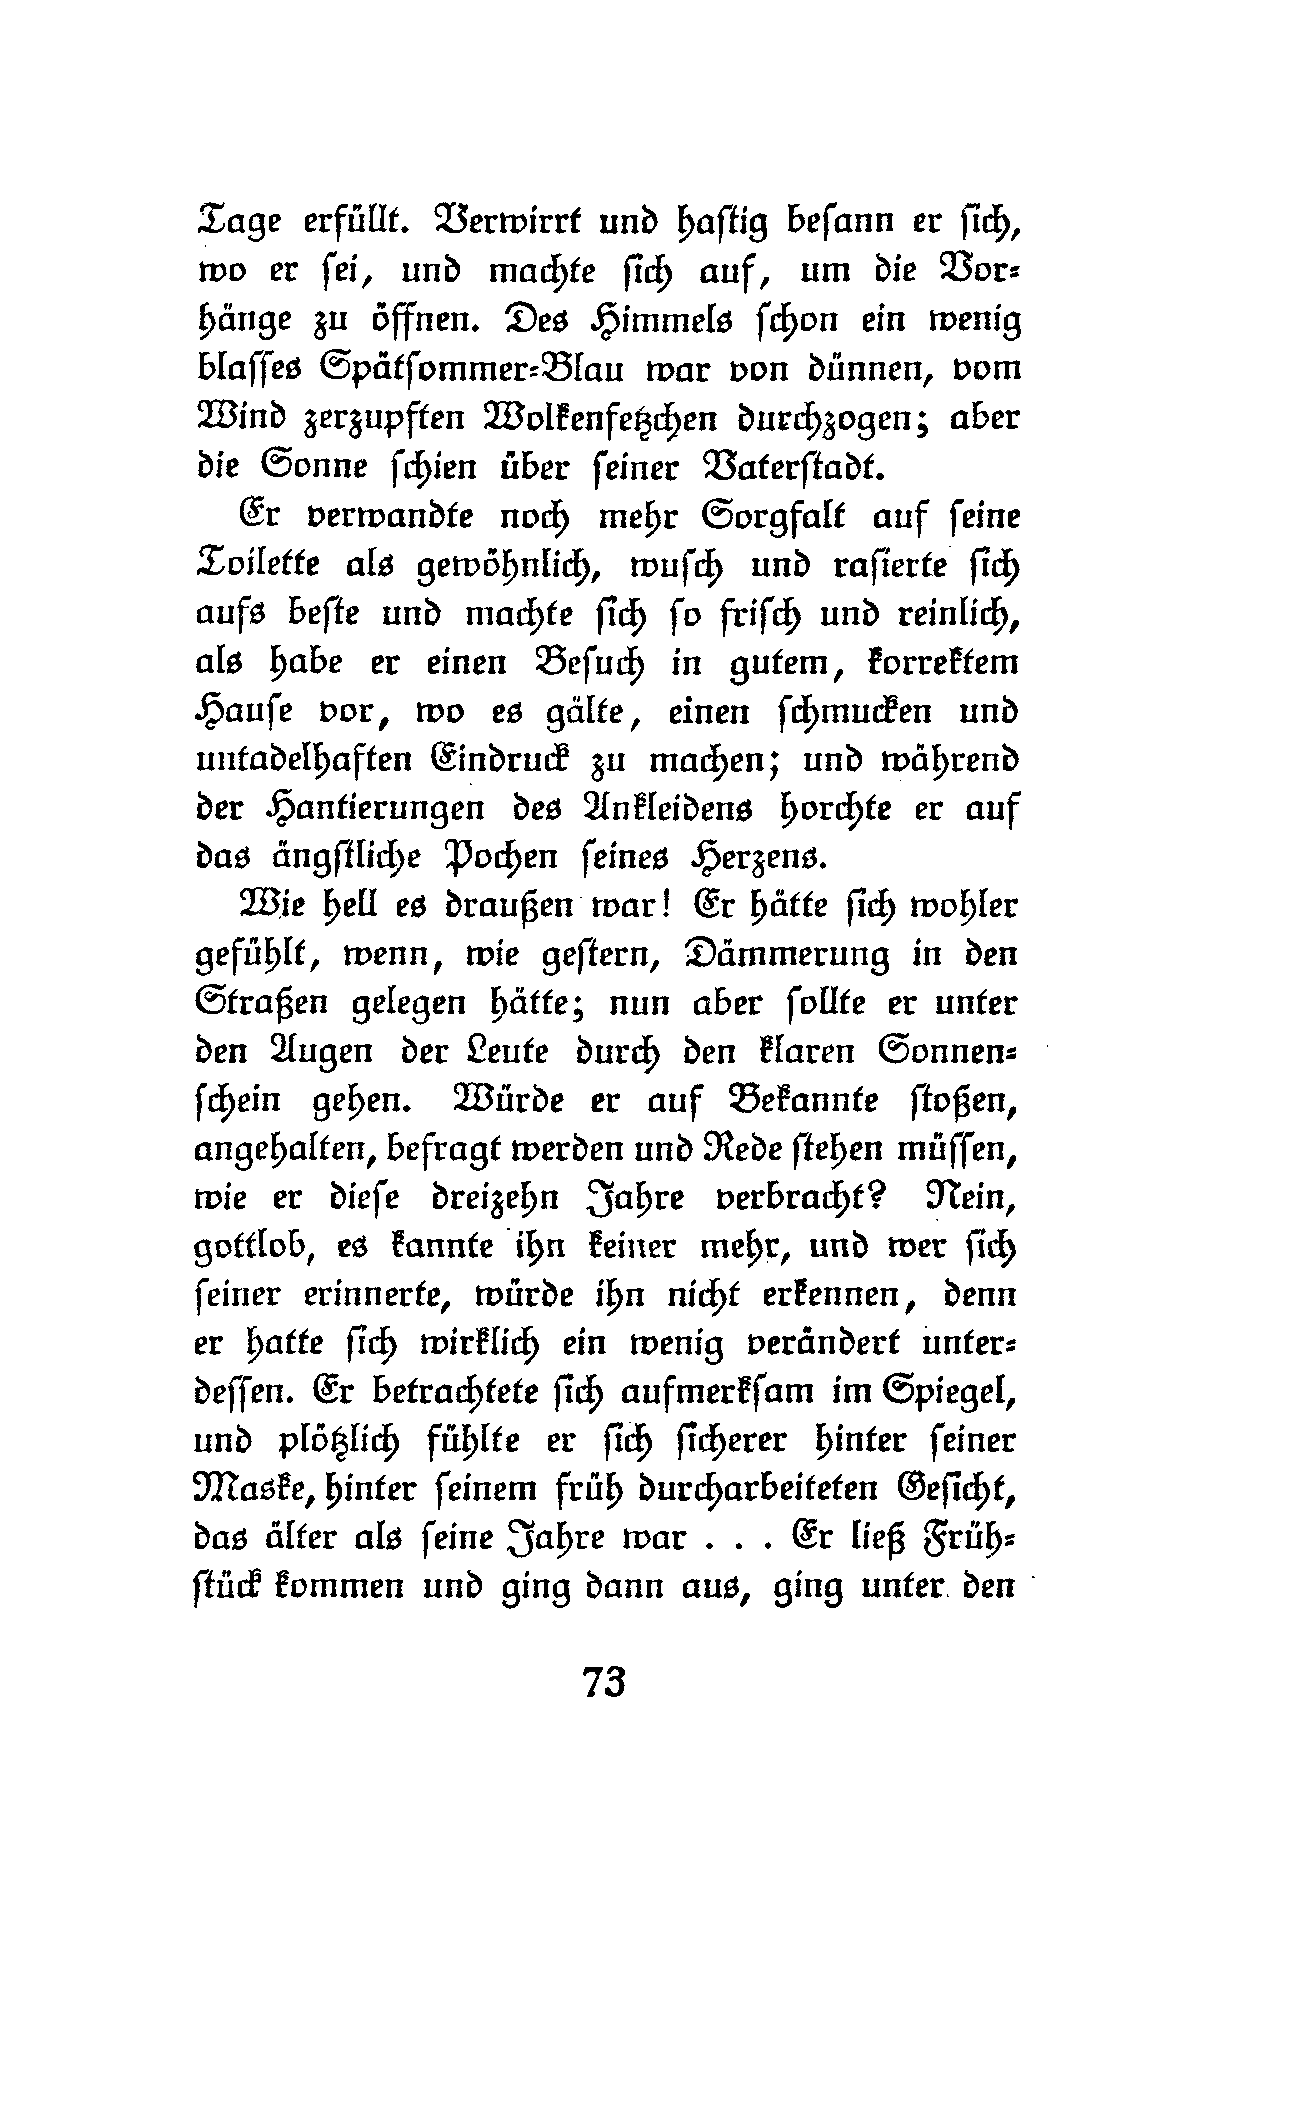 Tage erfüllt. Verwirrt und haſtig beſann er ſich,
wo er ſei, und machte ſich auf, um die Vor⸗
hänge zu öffnen. Des Himmels ſchon ein wenig
blaſſes Spätſommer⸗Blau war von dünnen, vom
Wind zerzupften Wolkenfetzchen durchzogen; aber
die Sonne ſchien über ſeiner Vaterſtadt.
Er verwandte noch mehr Sorgfalt auf ſeine
Toilette als gewöhnlich, wuſch und raſierte ſich
aufs beſte und machte ſich ſo friſch und reinlich,
als habe er einen Beſuch in gutem, korrektem
Hauſe vor, wo es gälte, einen ſchmucken und
untadelhaften Eindruck zu machen; und während
der Hantierungen des Ankleidens horchte er auf
das ängſtliche Pochen ſeines Herzens.
Wie hell es draußen war! Er hätte ſich wohler
gefühlt, wenn, wie geſtern, Dämmerung in den
Straßen gelegen hätte; nun aber ſollte er unter
den Augen der Leute durch den klaren Sonnen⸗
ſchein gehen. Würde er auf Bekannte ſtoßen,
angehalten, befragt werden und Rede ſtehen müſſen,
wie er dieſe dreizehn Jahre verbracht? Nein,
gottlob, es kannte ihn keiner mehr, und wer ſich
ſeiner erinnerte, würde ihn nicht erkennen, denn
er hatte ſich wirklich ein wenig verändert unter⸗
deſſen. Er betrachtete ſich aufmerkſam im Spiegel,
und plötzlich fühlte er ſich ſicherer hinter ſeiner
Maske, hinter ſeinem früh durcharbeiteten Geſicht,
das älter als ſeine Jahre war . . . Er ließ Früh⸗
ſtück kommen und ging dann aus, ging unter den
73